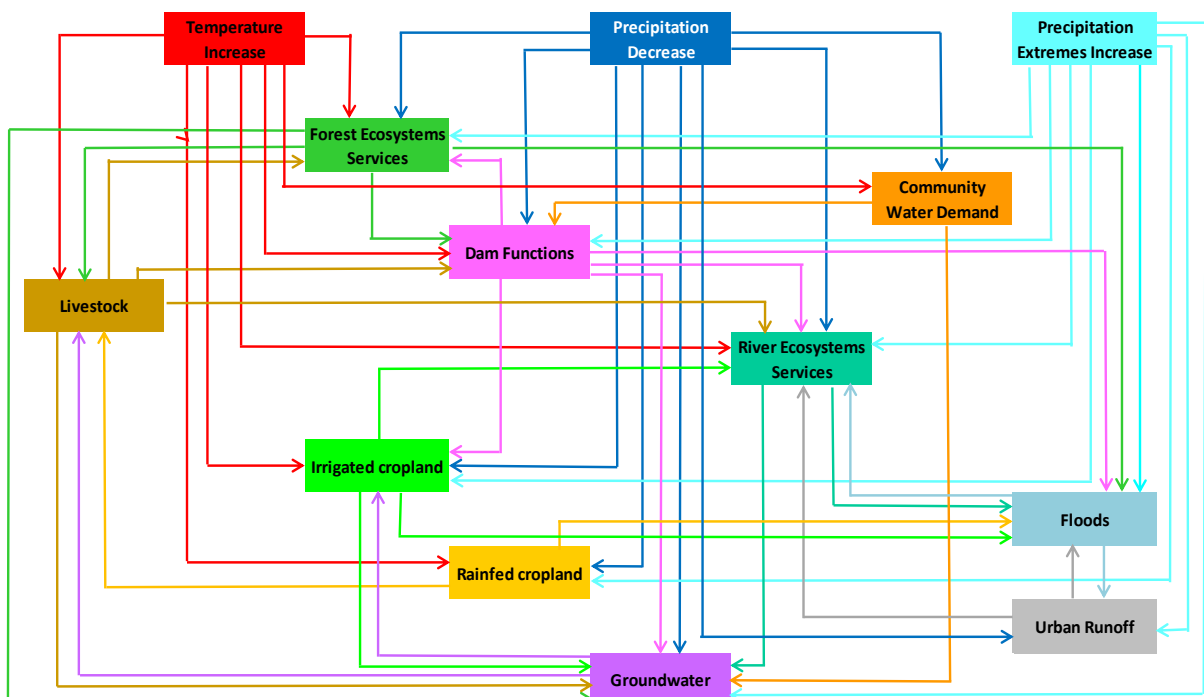 Temperature
Increase
Precipitation
Decrease
Precipitation
Extremes Increase
Forest Ecosystems
Services
Community
Water Demand
Dam Functions
Livestock
River Ecosystems
Services
Irrigated cropland
Floods
Rainfed cropland
Urban Runoff
Groundwater